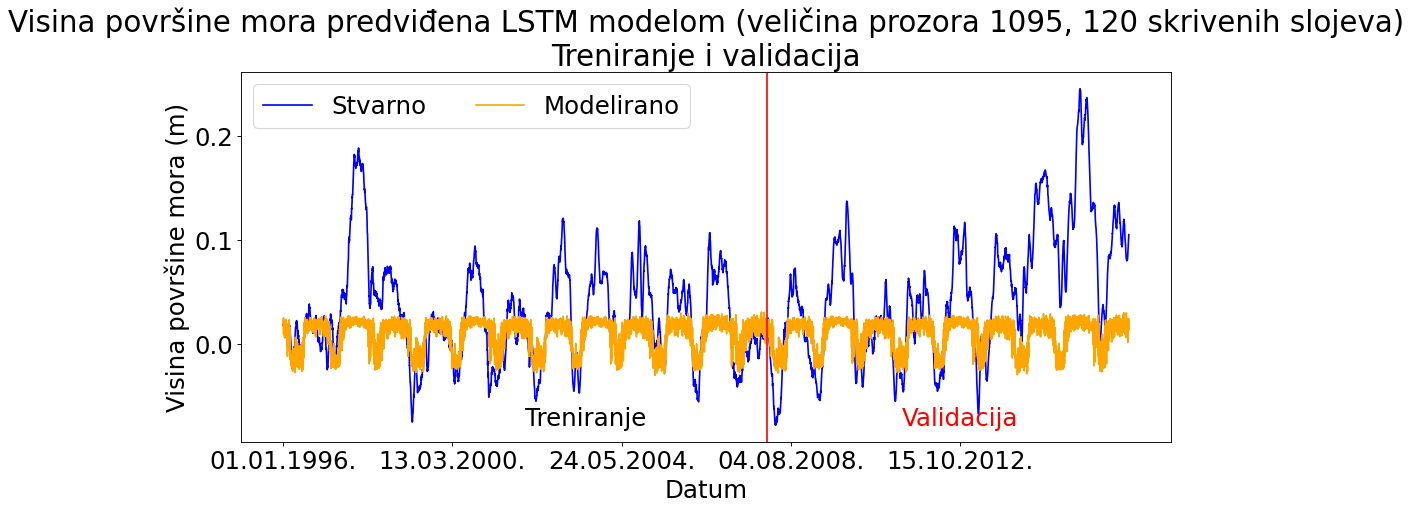 Visina površine mora predviđena LSTM modelom (veličina prozora 1095, 120 skrivenih slojeva)
Treniranje i validacija
Stvarno
Modelirano
Visina površine mora (m)
0.2
0.1
0.0
Treniranje
Validacija
01.01.1996.
13.03.2000.
24.05.2004.
04.08.2008.
15.10.2012.
Datum